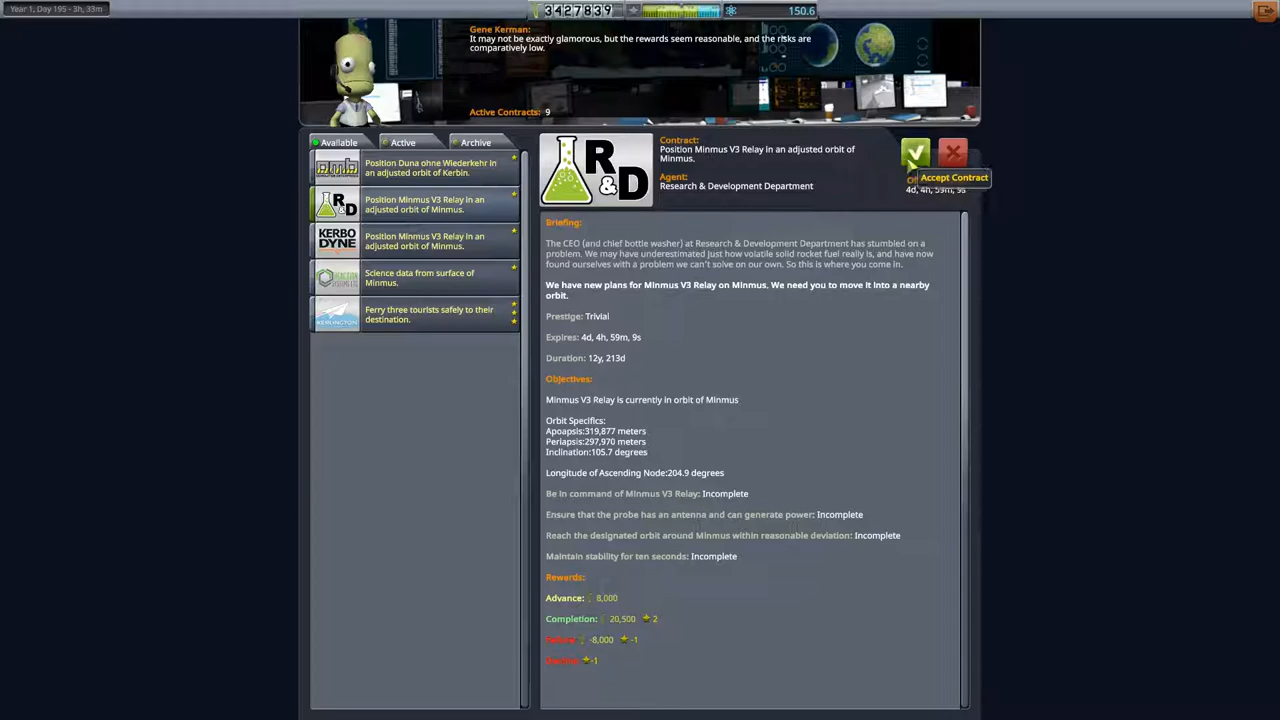 Year 1, Day 195 - 3h, 33m
3427839
150.6
Gene Kerman:
It may not be exactly glamorous, but the rewards seem reasonable, and the risks are
comparatively low.
Active Contracts: 9
Available
Active
Archive
Position Duna ohne Wiederkehr in
an adjusted orbit of Kerbin.
R&D
Position Minmus V3 Relay in an
adjusted orbit of Minmus.
KERBO
DYNE
Position Minmus V3 Relay in an
adjusted orbit of Minmus.
Science data from surface of
Minmus.
KERLINGTON
Ferry three tourists safely to their
destination.
R
&D
Contract:
Position Minmus V3 Relay in an adjusted orbit of
Minmus.
Agent:
Research & Development Department
Accept Contract
4d, 4h, 59m, 9s
Briefing:
The CEO (and chief bottle washer) at Research & Development Department has stumbled on a
problem. We may have underestimated just how volatile solid rocket fuel really is, and have now
found ourselves with a problem we can't solve on our own. So this is where you come in.
We have new plans for Minmus V3 Relay on Minmus. We need you to move it into a nearby
orbit.
Prestige: Trivial
Expires: 4d, 4h, 59m, 9s
Duration: 12y, 213d
Objectives:
Minmus V3 Relay is currently in orbit of Minmus
Orbit Specifics:
Apoapsis:319,877 meters
Periapsis:297,970 meters
Inclination:105.7 degrees
Longitude of Ascending Node:204.9 degrees
Be in command of Minmus V3 Relay: Incomplete
Ensure that the probe has an antenna and can generate power: Incomplete
Reach the designated orbit around Minmus within reasonable deviation: Incomplete
Maintain stability for ten seconds: Incomplete
Rewards:
Advance: 8,000
Completion: 20,500 2
-8,000 -1
-1